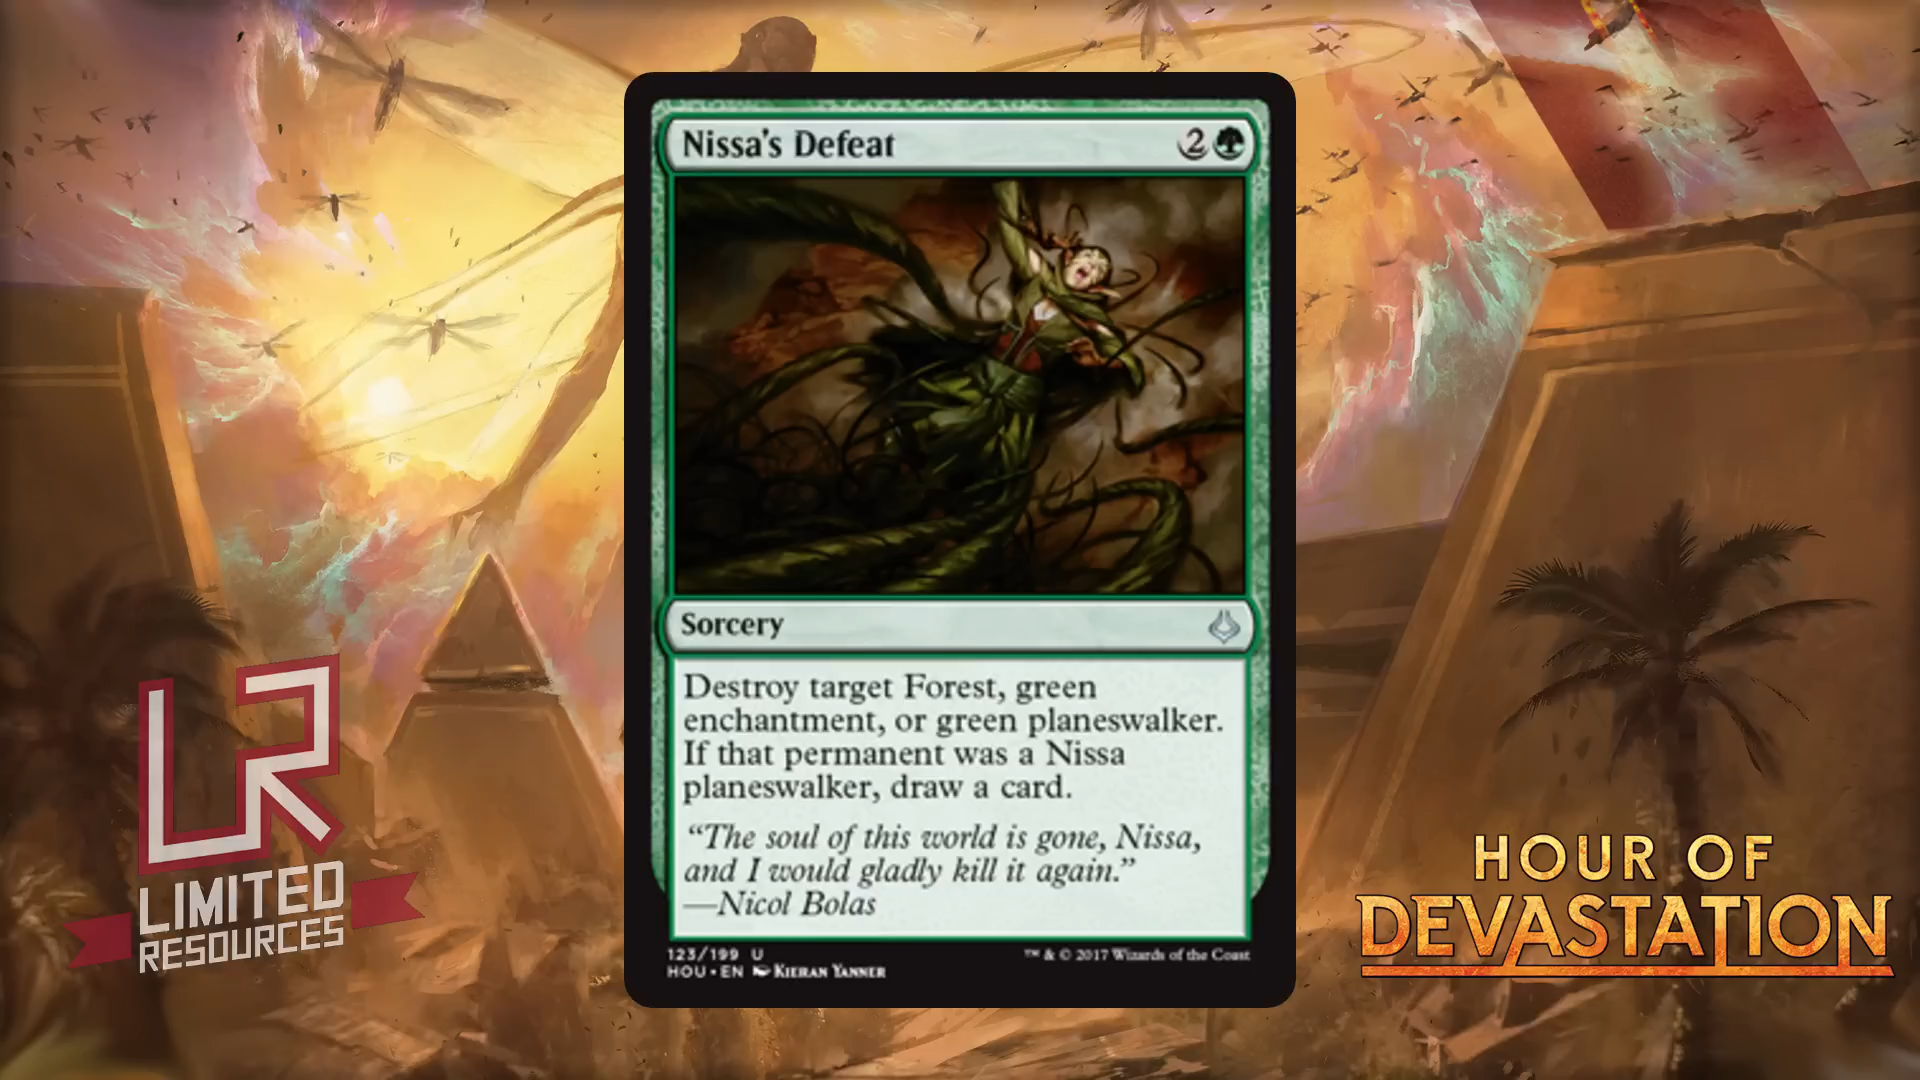 Nissa's Defeat
2
Sorcery
Destroy target Forest, green
enchantment, or green planeswalker.
If that permanent was a Nissa
planeswalker, draw a card.
“The soul of this world is gone, Nissa,
and I would gladly kill it again.”
—Nicol Bolas
123/199 U
HOU • EN KIERAN YANNER
™ & © 2017 Wizards of the Coast
LR
LIMITED
RESOURCES
HOUR OF
DEVASTATION